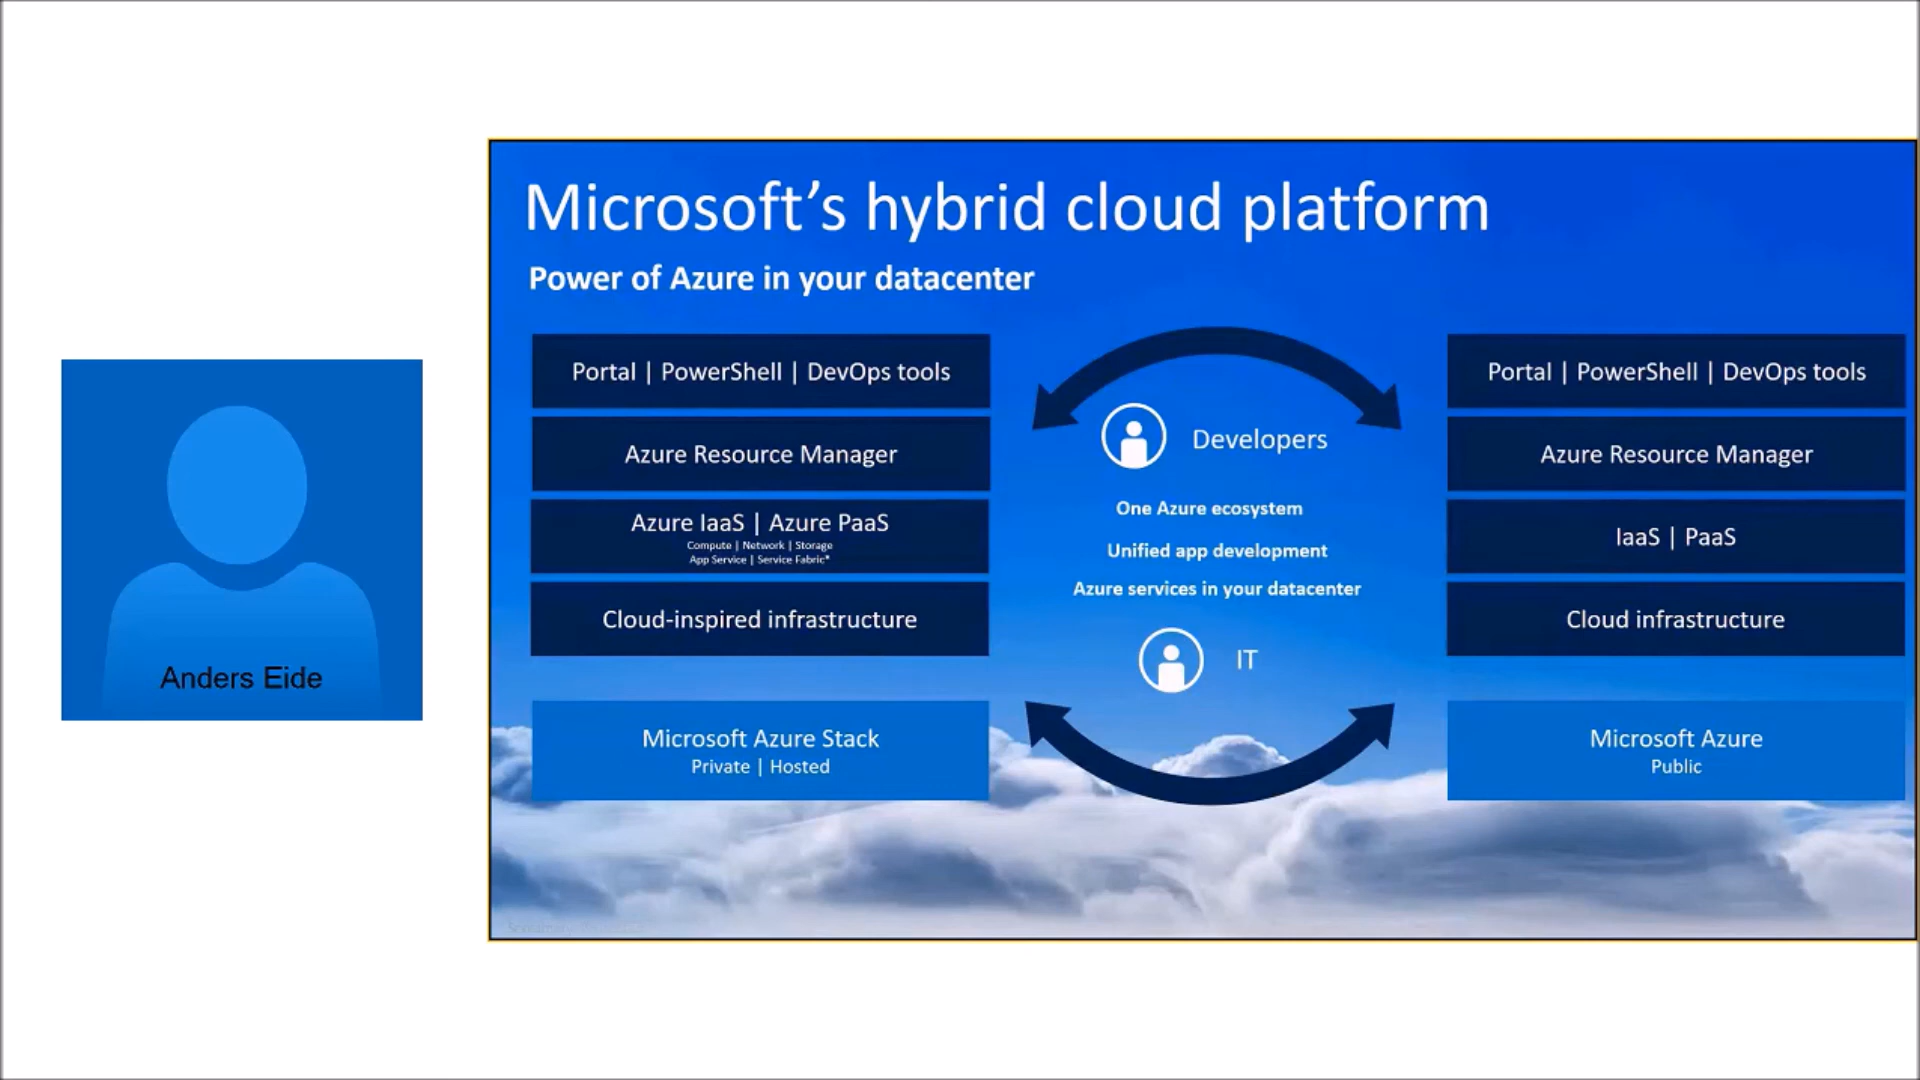 Anders Eide
Microsoft’s hybrid cloud platform
Power of Azure in your datacenter
Portal | PowerShell | DevOps tools
Azure Resource Manager
Azure IaaS | Azure PaaS
Compute | Network | Storage
App Service | Service Fabric*
Cloud-inspired infrastructure
Microsoft Azure Stack
Private | Hosted
Developers
One Azure ecosystem
Unified app development
Azure services in your datacenter
IT
Portal | PowerShell | DevOps tools
Azure Resource Manager
IaaS | PaaS
Cloud infrastructure
Microsoft Azure
Public